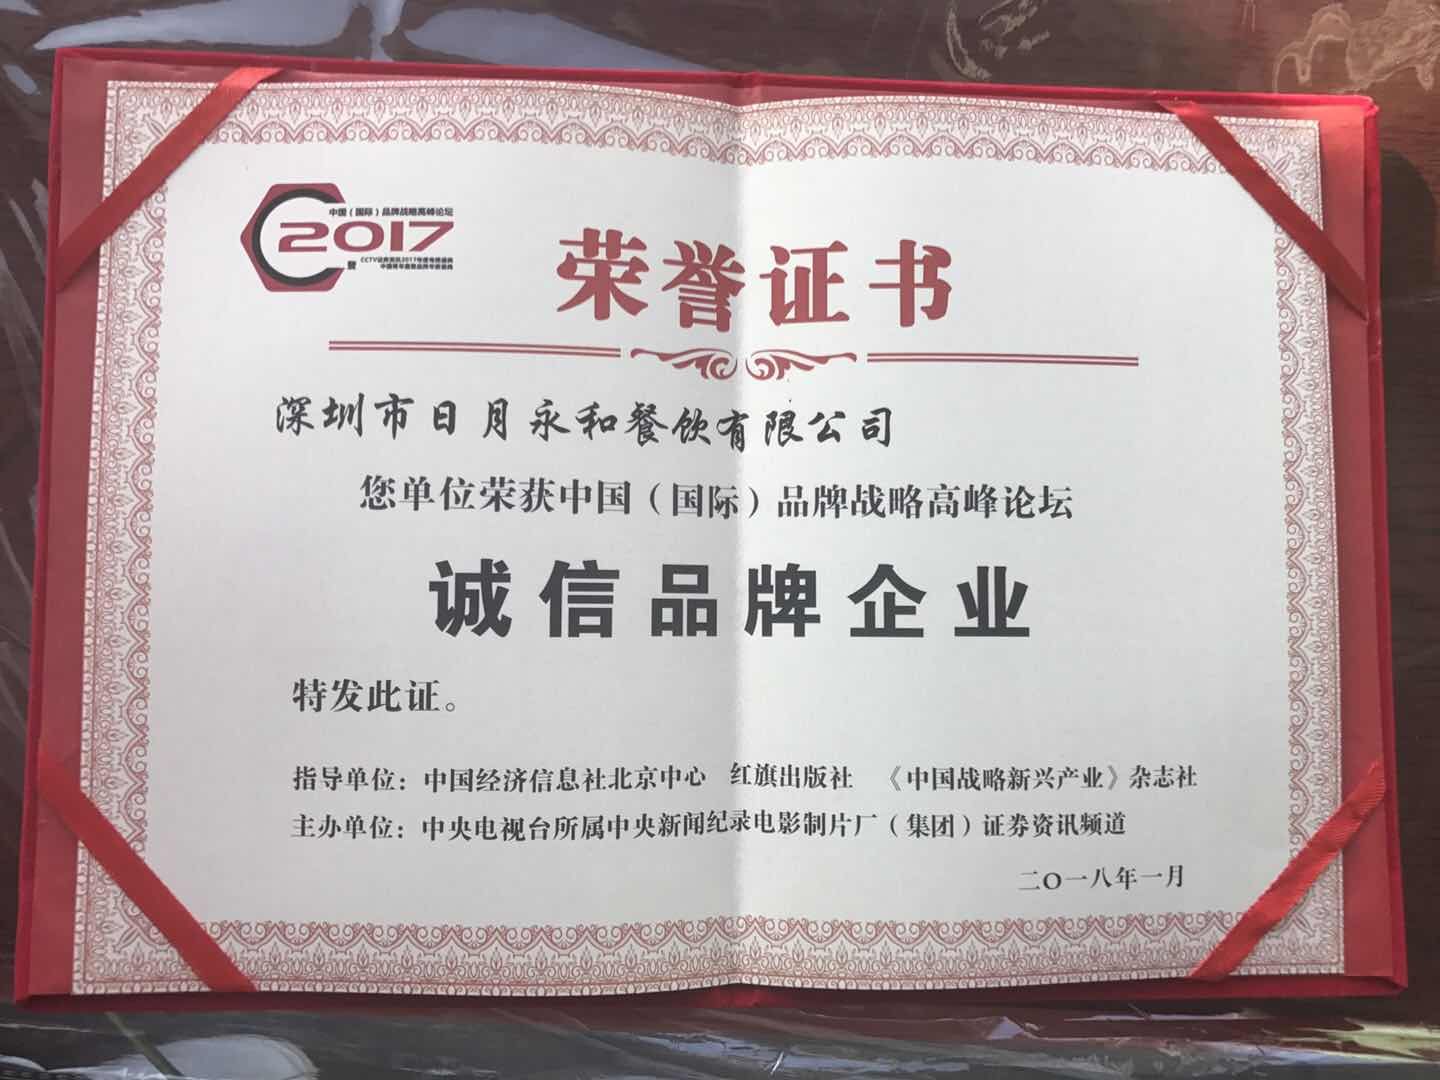 中国（国际）品牌战略高峰论坛
2017
暨
荣誉证书
深圳市日月永和餐饮有限公司
您单位荣获中国（国际）品牌战略高峰论坛
诚信品牌企业
特发此证。
指导单位：中国经济信息社北京中心 红旗出版社 《中国战略新兴产业》杂志社
主办单位：中央电视台所属中央新闻纪录电影制片厂（集团）证券资讯频道
二〇一八年一月